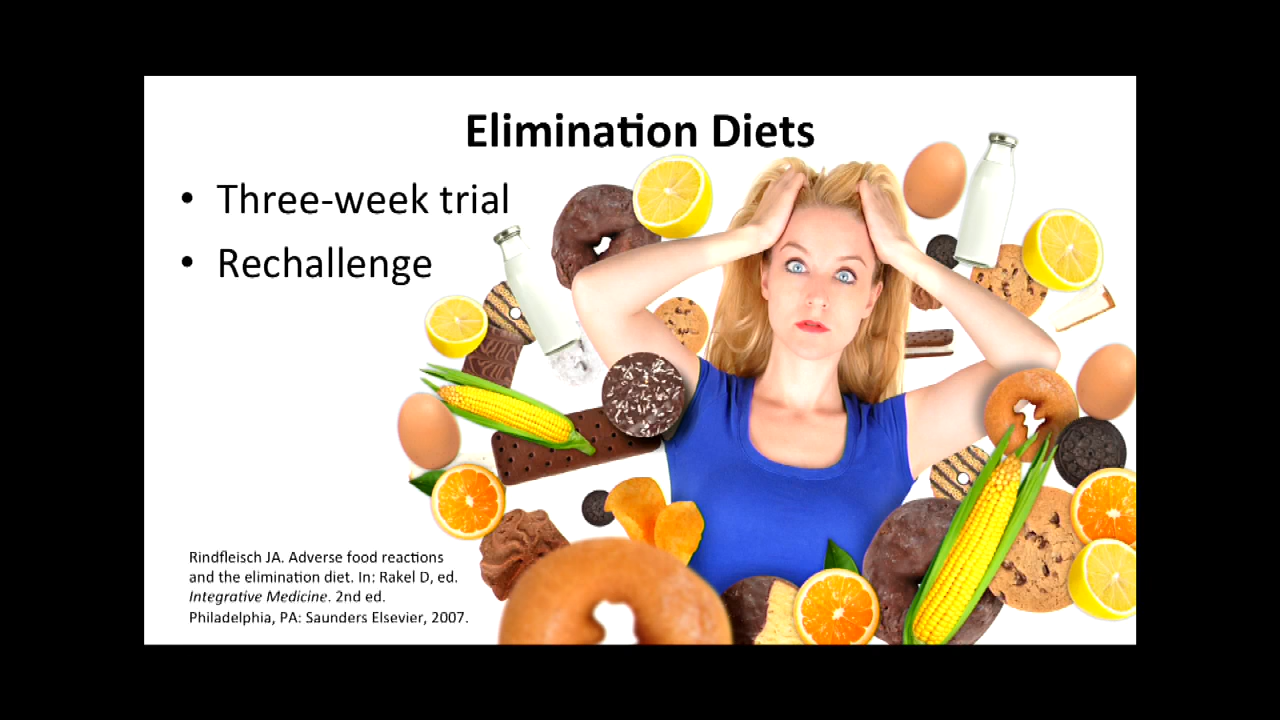 Elimination Diets
• Three-week trial
• Rechallenge
Rindfleisch JA. Adverse food reactions
and the elimination diet. In: Rakel D, ed.
Integrative Medicine. 2nd ed.
Philadelphia, PA: Saunders Elsevier, 2007.